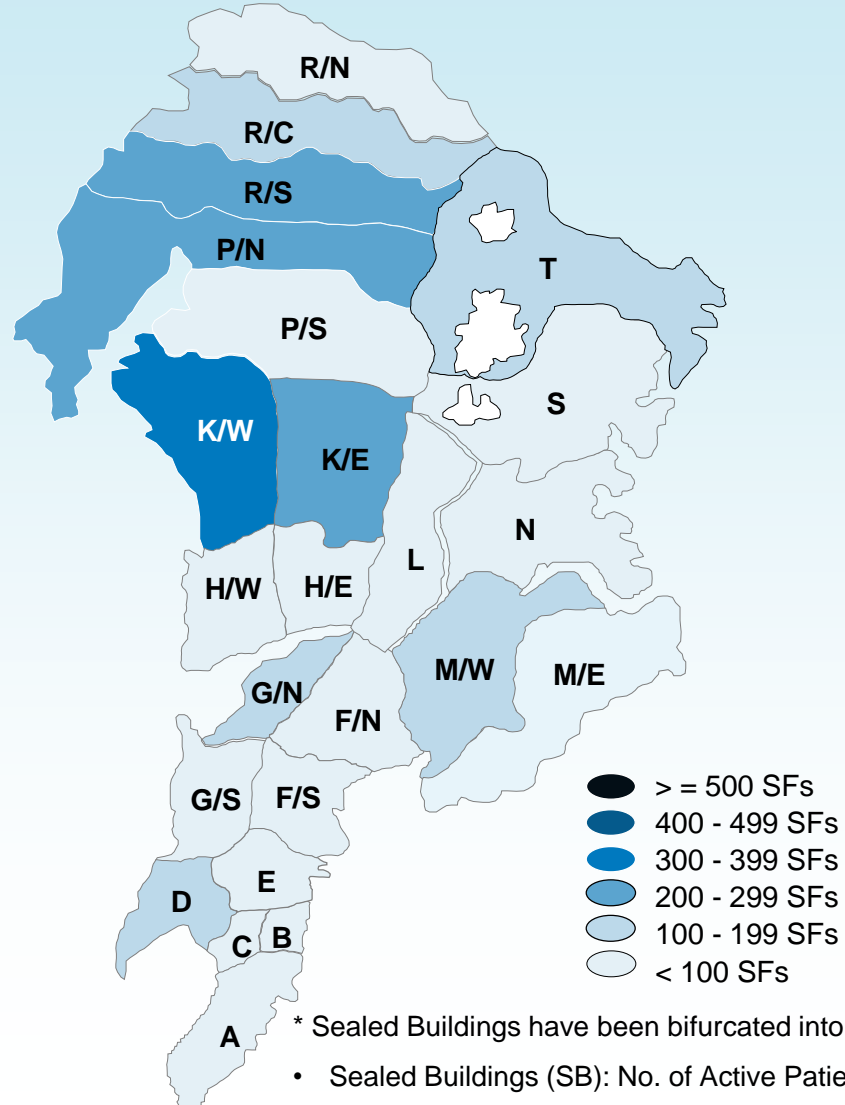 R/N
R/C
R/S
P/N
T
P/S
S
K/W
K/E
N
L
H/W
H/E
M/W
M/E
G/N
F/N
G/S
F/S
E
D
B
C
A
> = 500 SFs
400 - 499 SFs
300 - 399 SFs
200 - 299 SFs
100 - 199 SFs
< 100 SFs
* Sealed Buildings have been bifurcated into
• Sealed Buildings (SB): No. of Active Patie